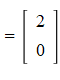 = [ 2
0 ]